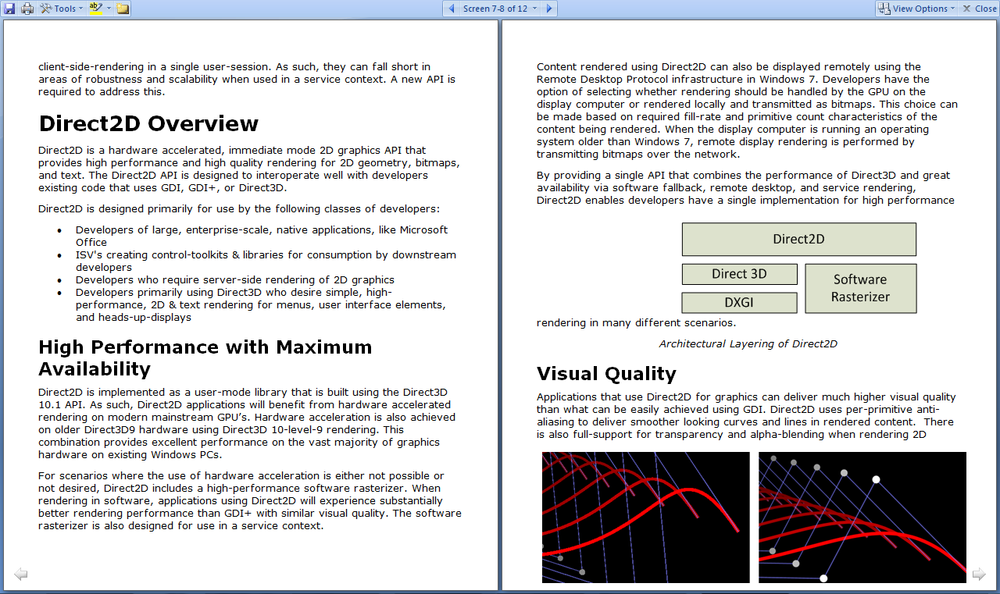 Tools
Screen 7-8 of 12
View Options
Close
client-side-rendering in a single user-session. As such, they can fall short in
areas of robustness and scalability when used in a service context. A new API is
required to address this.
Direct2D Overview
Direct2D is a hardware accelerated, immediate mode 2D graphics API that
provides high performance and high quality rendering for 2D geometry, bitmaps,
and text. The Direct2D API is designed to interoperate well with developers
existing code that uses GDI, GDI+, or Direct3D.
Direct2D is designed primarily for use by the following classes of developers:
• Developers of large, enterprise-scale, native applications, like Microsoft
Office
• ISV's creating control-toolkits & libraries for consumption by downstream
developers
• Developers who require server-side rendering of 2D graphics
• Developers primarily using Direct3D who desire simple, high-
performance, 2D & text rendering for menus, user interface elements,
and heads-up-displays
High Performance with Maximum
Availability
Direct2D is implemented as a user-mode library that is built using the Direct3D
10.1 API. As such, Direct2D applications will benefit from hardware accelerated
rendering on modern mainstream GPU’s. Hardware acceleration is also achieved
on older Direct3D9 hardware using Direct3D 10-level-9 rendering. This
combination provides excellent performance on the vast majority of graphics
hardware on existing Windows PCs.
For scenarios where the use of hardware acceleration is either not possible or
not desired, Direct2D includes a high-performance software rasterizer. When
rendering in software, applications using Direct2D will experience substantially
better rendering performance than GDI+ with similar visual quality. The software
rasterizer is also designed for use in a service context.
Content rendered using Direct2D can also be displayed remotely using the
Remote Desktop Protocol infrastructure in Windows 7. Developers have the
option of selecting whether rendering should be handled by the GPU on the
display computer or rendered locally and transmitted as bitmaps. This choice can
be made based on required fill-rate and primitive count characteristics of the
content being rendered. When the display computer is running an operating
system older than Windows 7, remote display rendering is performed by
transmitting bitmaps over the network.
By providing a single API that combines the performance of Direct3D and great
availability via software fallback, remote desktop, and service rendering,
Direct2D enables developers have a single implementation for high performance
Direct2D
Direct 3D
DXGI
Software
Rasterizer
rendering in many different scenarios.
Architectural Layering of Direct2D
Visual Quality
Applications that use Direct2D for graphics can deliver much higher visual quality
than what can be easily achieved using GDI. Direct2D uses per-primitive anti-
aliasing to deliver smoother looking curves and lines in rendered content.  There
is also full-support for transparency and alpha-blending when rendering 2D